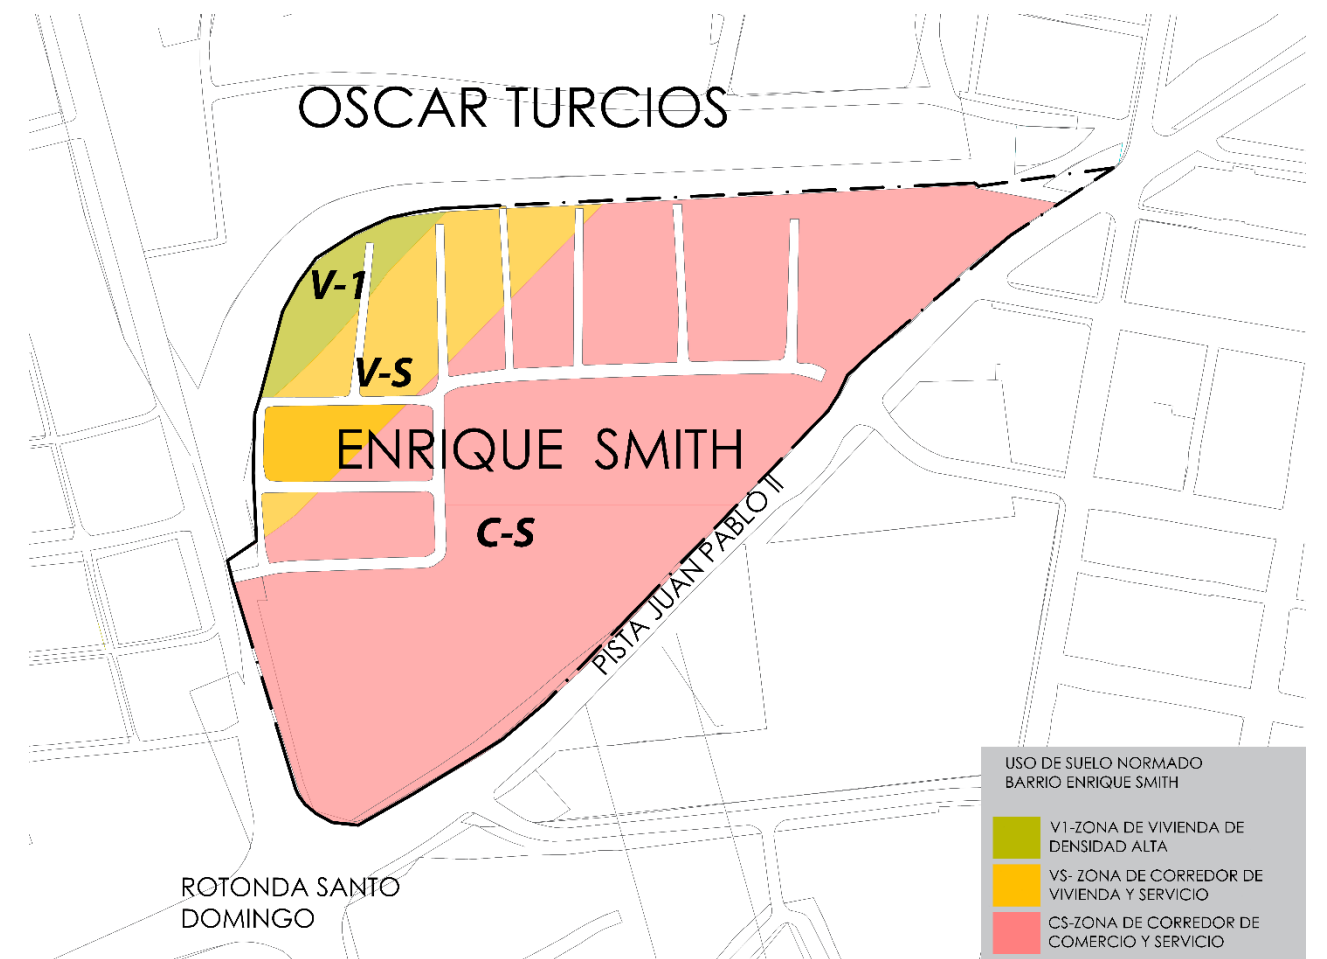 OSCAR TURCIOS
V-1
V-S
ENRIQUE SMITH
C-S
PISTA JUAN PABLO II
ROTONDA SANTO
DOMINGO
USO DE SUELO NORMADO
BARRIO ENRIQUE SMITH
V1-ZONA DE VIVIENDA DE
DENSIDAD ALTA
VS- ZONA DE CORREDOR DE
VIVIENDA Y SERVICIO
CS-ZONA DE CORREDOR DE
COMERCIO Y SERVICIO